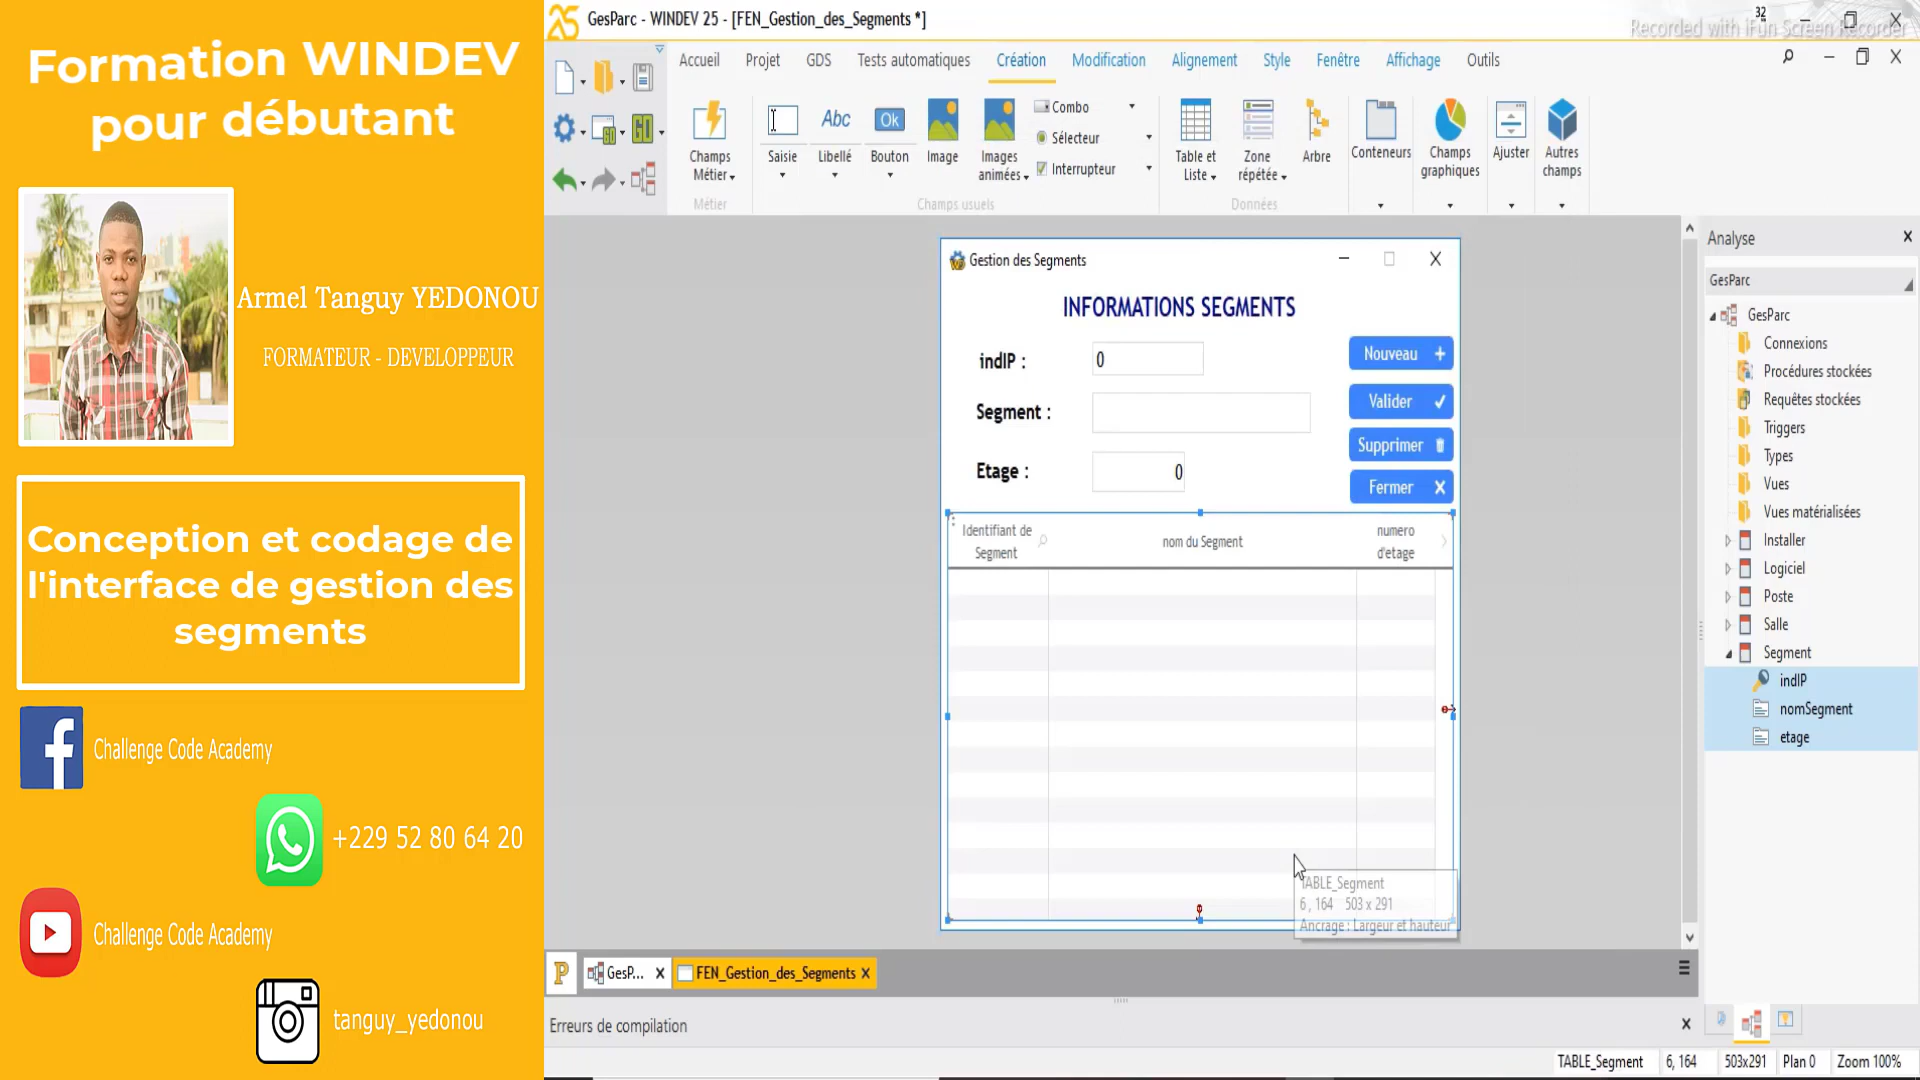 Formation WINDEV
pour débutant
Armel Tanguy YEDONOU
FORMATEUR - DEVELOPPEUR
Conception et codage de
l'interface de gestion des
segments
Challenge Code Academy
+229 52 80 64 20
Challenge Code Academy
tanguy_yedonou
GesParc - WINDEV 25 - [FEN_Gestion_des_Segments *]
32
Recorded with iFun Screen Recorder
Accueil Projet GDS Tests automatiques Création Modification Alignement Style Fenêtre Affichage Outils
Champs
Métier
Saisie
Abc
Libellé
Ok
Bouton
Image
Images
animées
Combo
Sélecteur
Interrupteur
Table et
Liste
Zone
répétée
Arbre
Conteneurs
Champs
graphiques
Ajuster
Autres
champs
Métier
Champs usuels
Données
Gestion des Segments
INFORMATIONS SEGMENTS
indIP :
0
Segment :
Etage :
0
Nouveau
Valider
Supprimer
Fermer
Identifiant de
Segment
nom du Segment
numero
d'etage
TABLE_Segment
6 , 164 503 x 291
Ancrage : Largeur et hauteur
Analyse
GesParc
GesParc
Connexions
Procédures stockées
Requêtes stockées
Triggers
Types
Vues
Vues matérialisées
Installer
Logiciel
Poste
Salle
Segment
indIP
nomSegment
etage
GesP...
FEN_Gestion_des_Segments
Erreurs de compilation
TABLE_Segment 6, 164 503x291 Plan 0 Zoom 100%